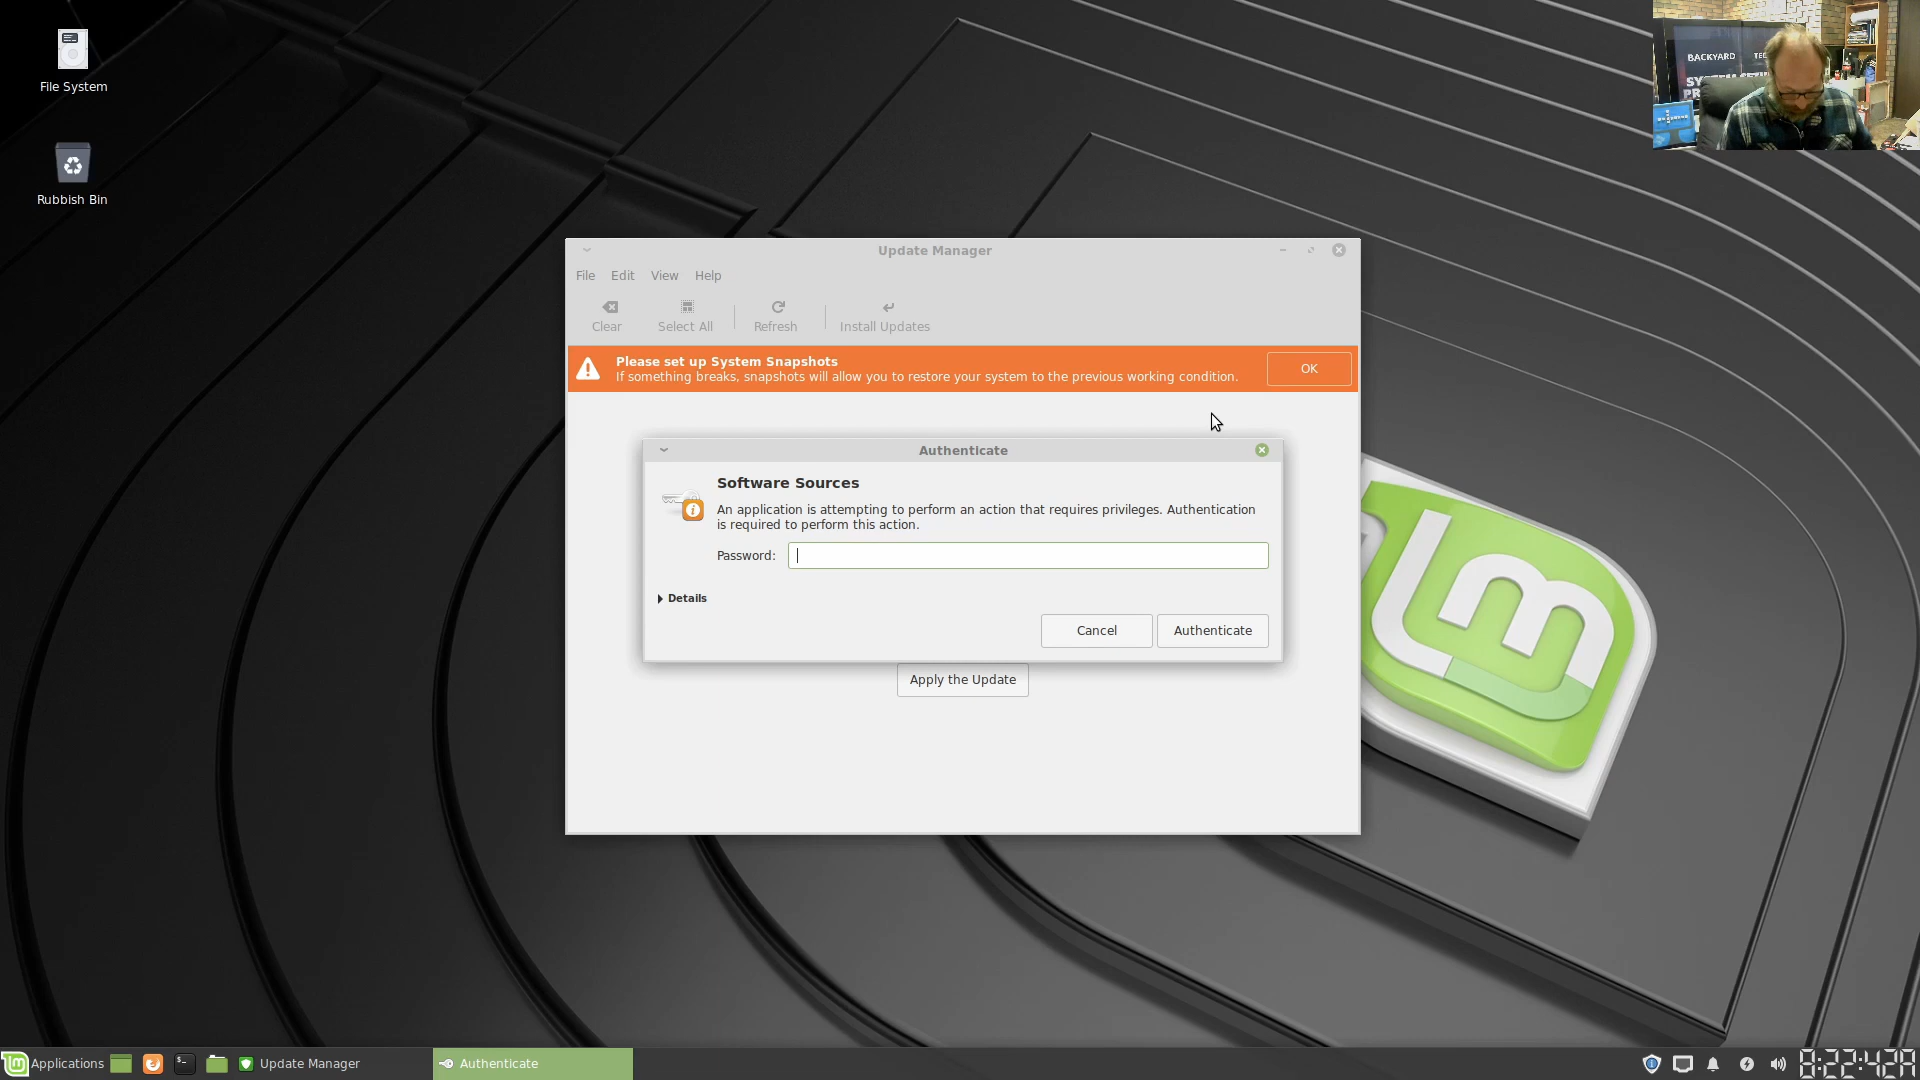 File System
Rubbish Bin
BACKYARD
Update Manager
File Edit View Help
Clear Select All Refresh Install Updates
Please set up System Snapshots
If something breaks, snapshots will allow you to restore your system to the previous working condition.
OK
Authenticate
Software Sources
An application is attempting to perform an action that requires privileges. Authentication
is required to perform this action.
Password:
Details
Cancel Authenticate
Apply the Update
Applications Update Manager Authenticate 8:22:42A